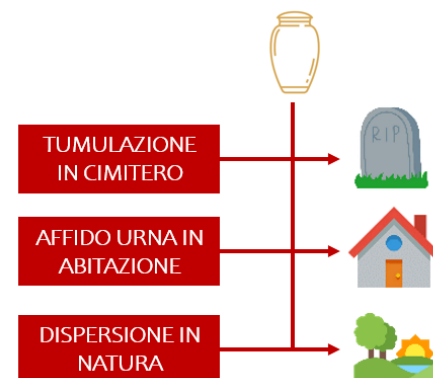 RIP
TUMULAZIONE
IN CIMITERO
AFFIDO URNA IN
ABITAZIONE
DISPERSIONE IN
NATURA